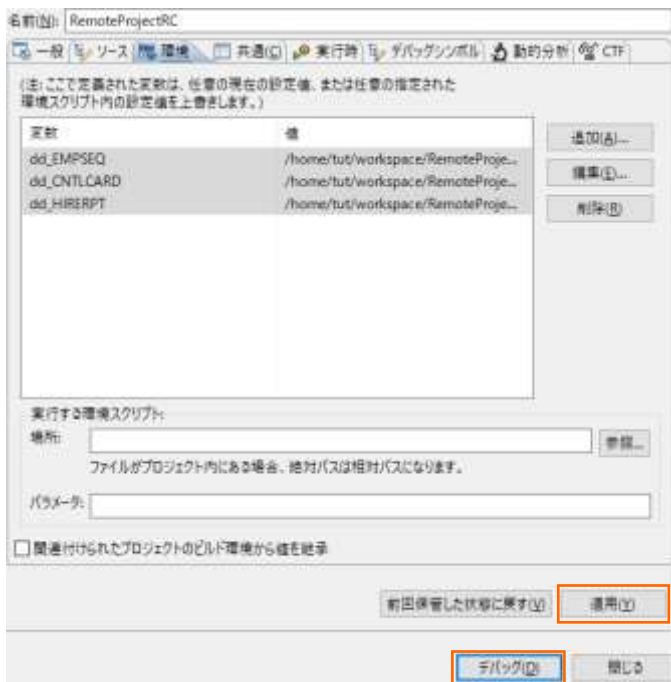 名前(N): RemoteProjectRC
一般 ソース 環境 共通(C) 実行時 デバッグシンボル 動的分析 CTF
(注: ここで定義された変数は、任意の現在の設定値、または任意の指定された
環境スクリプト内の設定値を上書きします。)
変数 値
追加(A)...
dd_EMPSEQ /home/tut/workspace/RemoteProje...
編集(E)...
dd_CNTLCARD /home/tut/workspace/RemoteProje...
dd_HIRERPT /home/tut/workspace/RemoteProje...
削除(R)
実行する環境スクリプト:
場所:
参照...
ファイルがプロジェクト内にある場合、絶対パスは相対パスになります。
パラメータ:
関連付けられたプロジェクトのビルド環境から値を継承
前回保管した状態に戻す(V) 適用(Y)
デバッグ(D) 閉じる